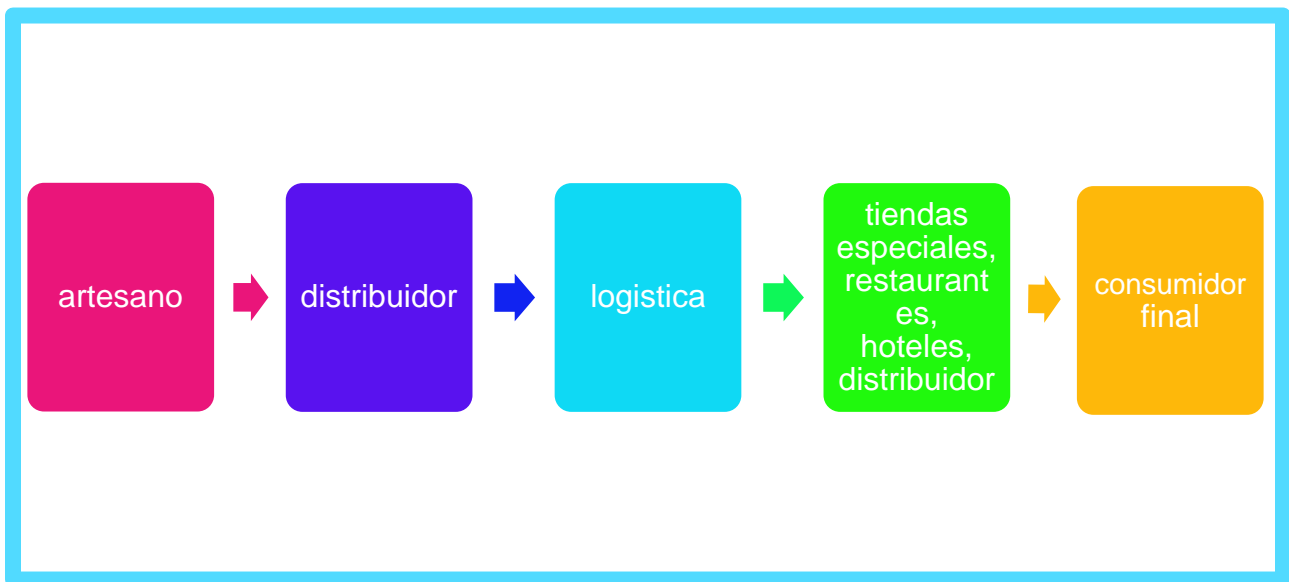 artesano
distribuidor
logistica
tiendas
especiales,
restaurant
es,
hoteles,
distribuidor
consumidor
final